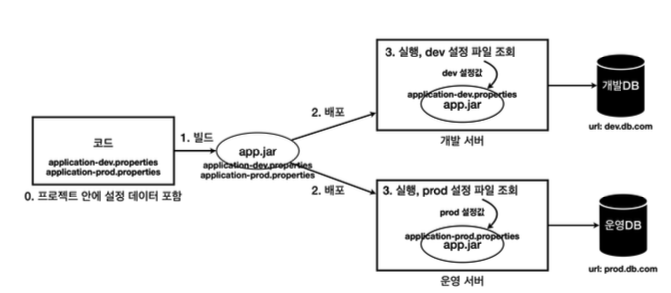 코드
application-dev.properties
application-prod.properties
0. 프로젝트 안에 설정 데이터 포함
1. 빌드
app.jar
application-dev.properties
application-prod.properties
2. 배포
2. 배포
3. 실행, dev 설정 파일 조회
dev 설정값
application-dev.properties
app.jar
개발 서버
개발DB
url: dev.db.com
3. 실행, prod 설정 파일 조회
prod 설정값
application-prod.properties
app.jar
운영 서버
운영DB
url: prod.db.com